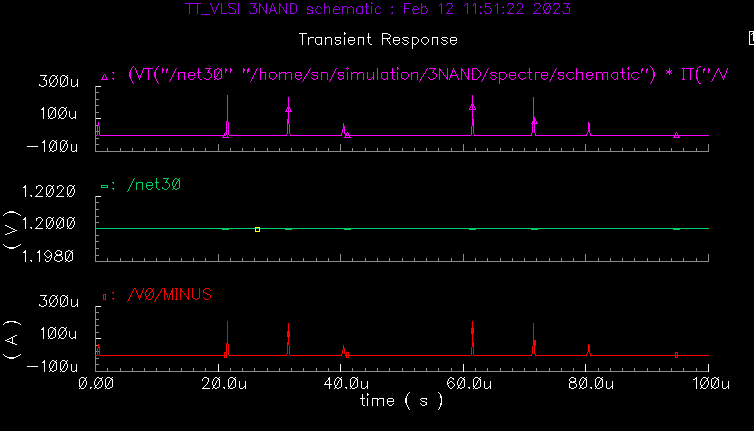 TT_VLSI 3NAND schematic : Feb 12 11:51:22 2023
Transient Response
: (VT("/net30" "/home/sn/simulation/3NAND/spectre/schematic") * IT("/V
300u
100u
-100u
: /net30
1.2020
1.2000
1.1980
( V )
: /V0/MINUS
300u
100u
-100u
( A )
0.00 20.0u 40.0u 60.0u 80.0u 100u
time ( s )